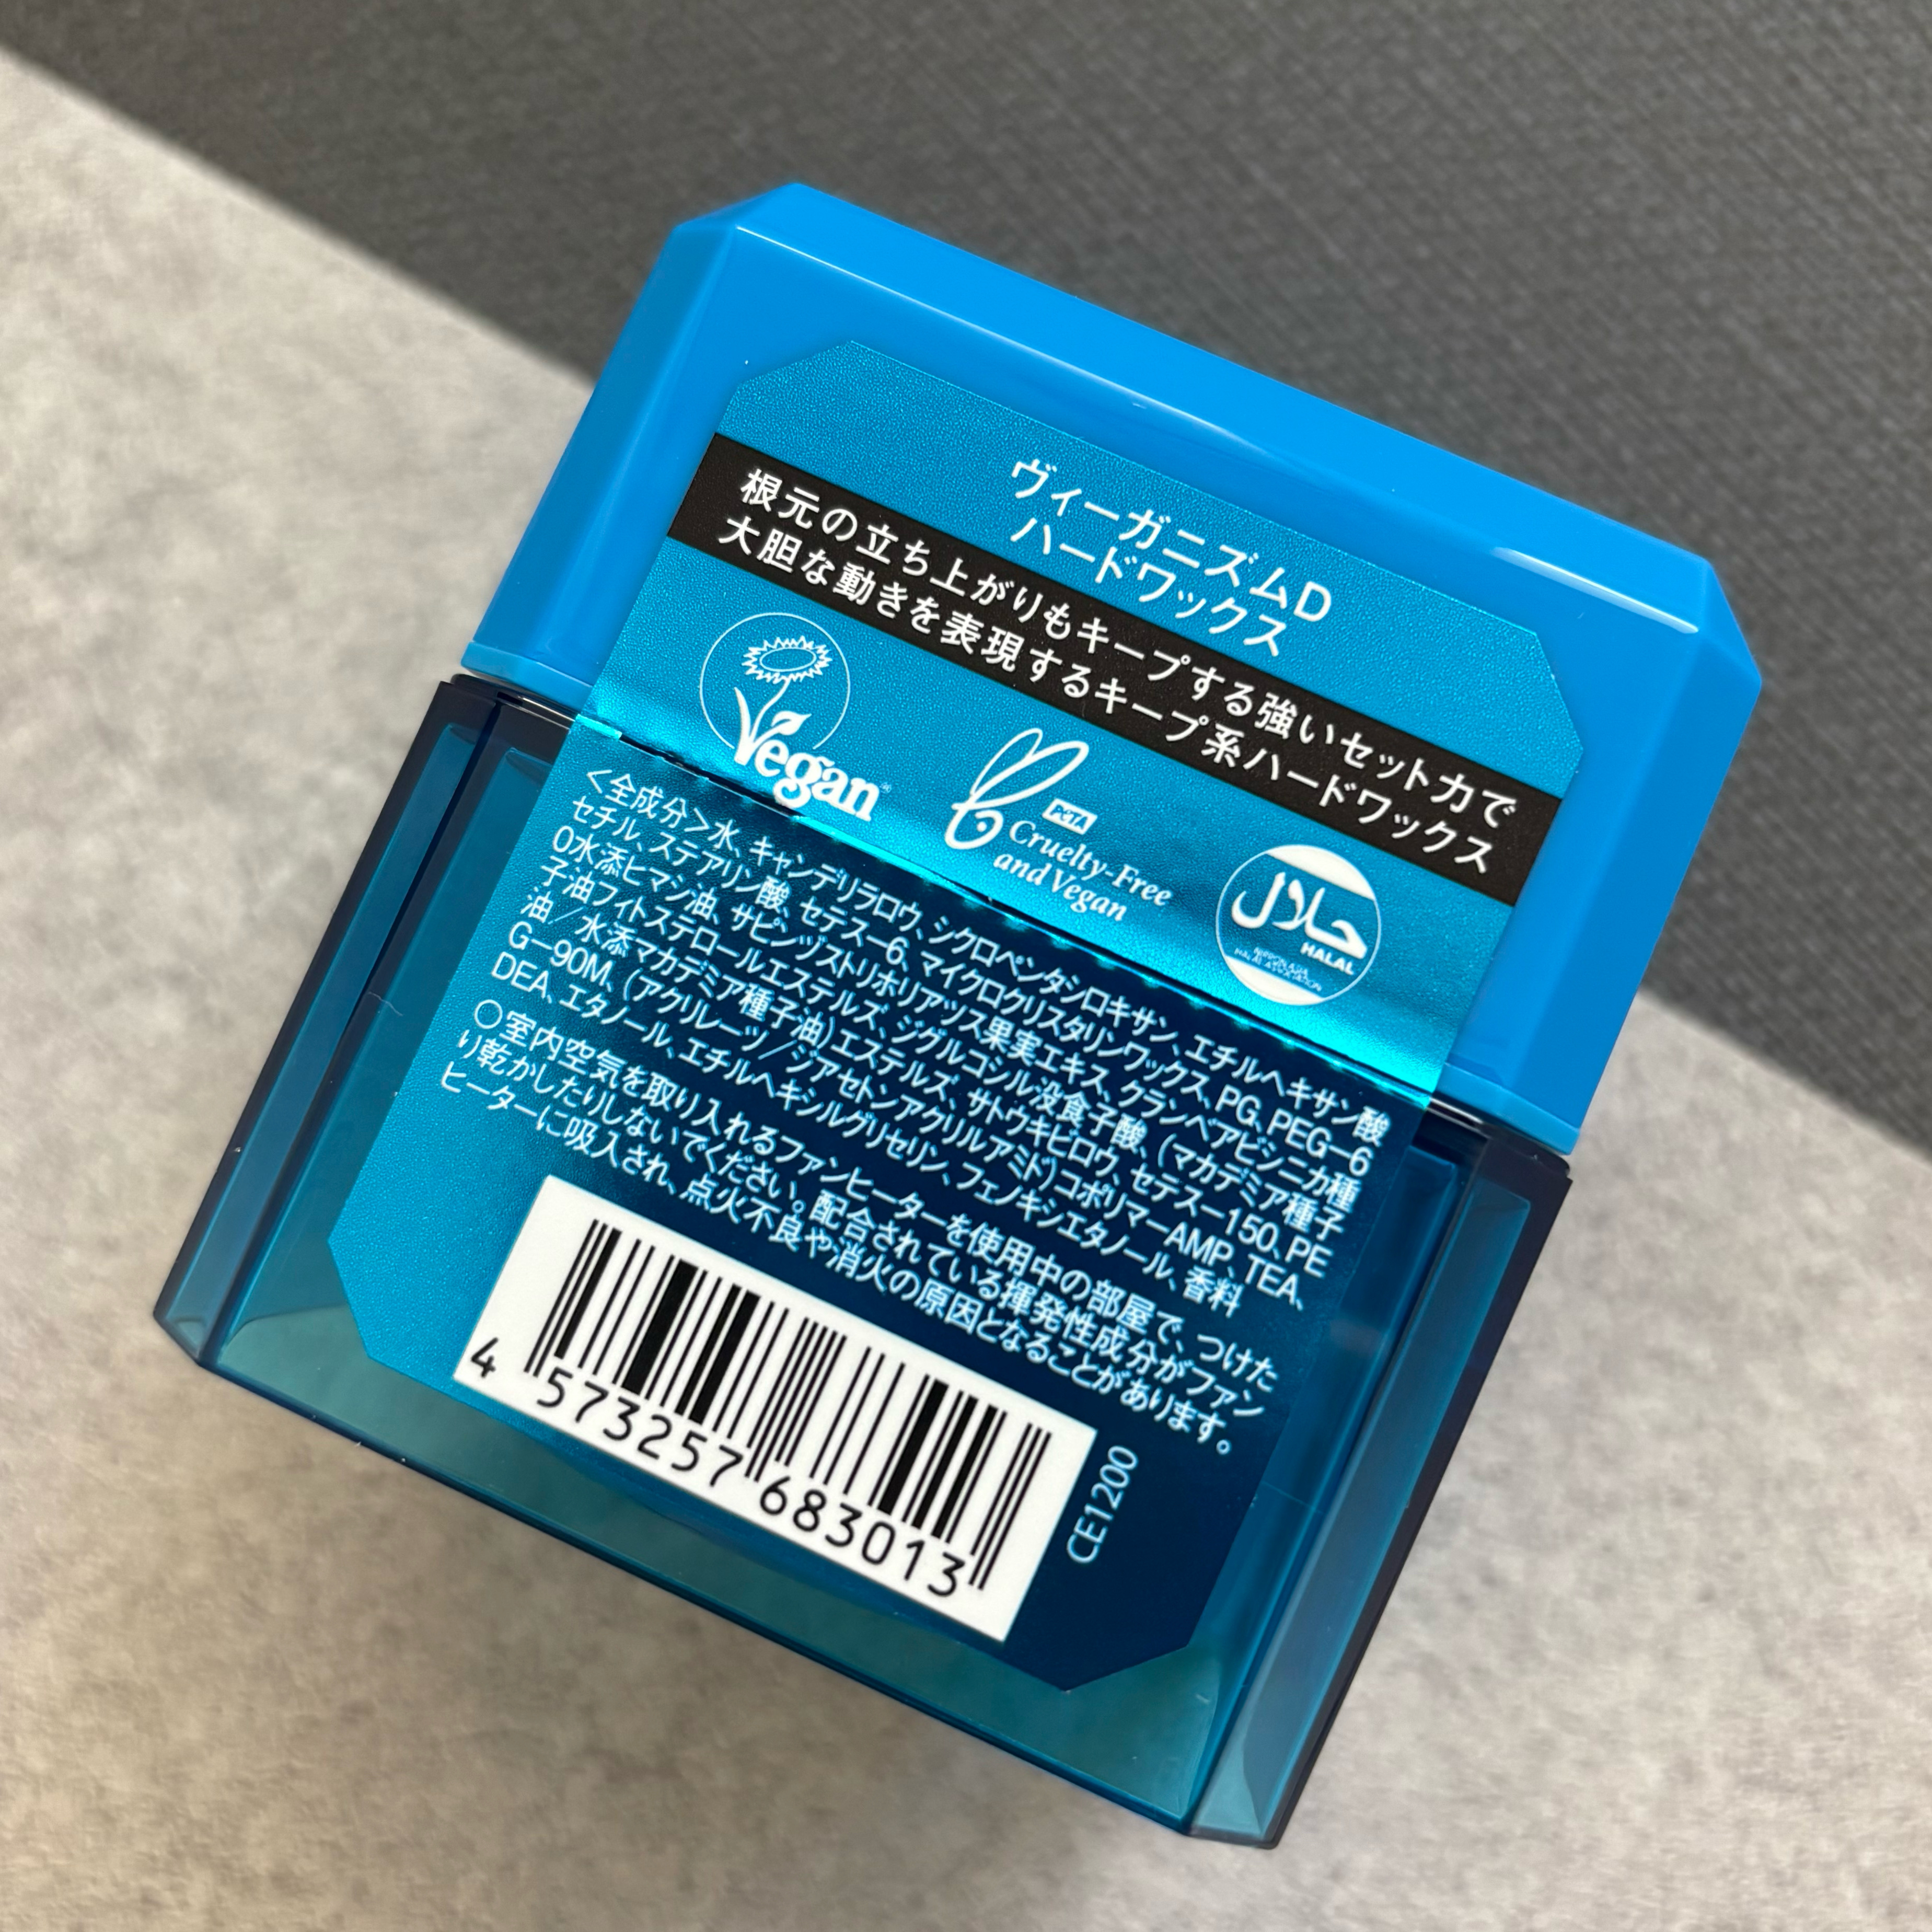 ヴィーガニズムD
ハードワックス
根元の立ち上がりもキープする強いセット力で
大胆な動きを表現するキープ系ハードワックス
Vegan
PETA
Cruelty-Free
and Vegan
حلال
HALAL
NIPPON ASIA
HALAL ASSOCIATION
<全成分>水、キャンデリラロウ、シクロペンタシロキサン、エチルヘキサン酸
セチル、ステアリン酸、セテス-6、マイクロクリスタリンワックス、PG、PEG-6
0水添ヒマシ油、サピンヅストリホリアツス果実エキス、クランベアビシニカ種
子油フィトステロールエステルズ、ジグルコシル没食子酸、(マカデミア種子
油/水添マカデミア種子油)エステルズ、サトウキビロウ、セテス-150、PE
G-90M、(アクリレーツ/ジアセトンアクリルアミド)コポリマーAMP、TEA、
DEA、エタノール、エチルヘキシルグリセリン、フェノキシエタノール、香料
○室内空気を取り入れるファンヒーターを使用中の部屋で、つけた
り乾かしたりしないでください。配合されている揮発性成分がファン
ヒーターに吸入され、点火不良や消火の原因となることがあります。
4 573257 683013
CE1200